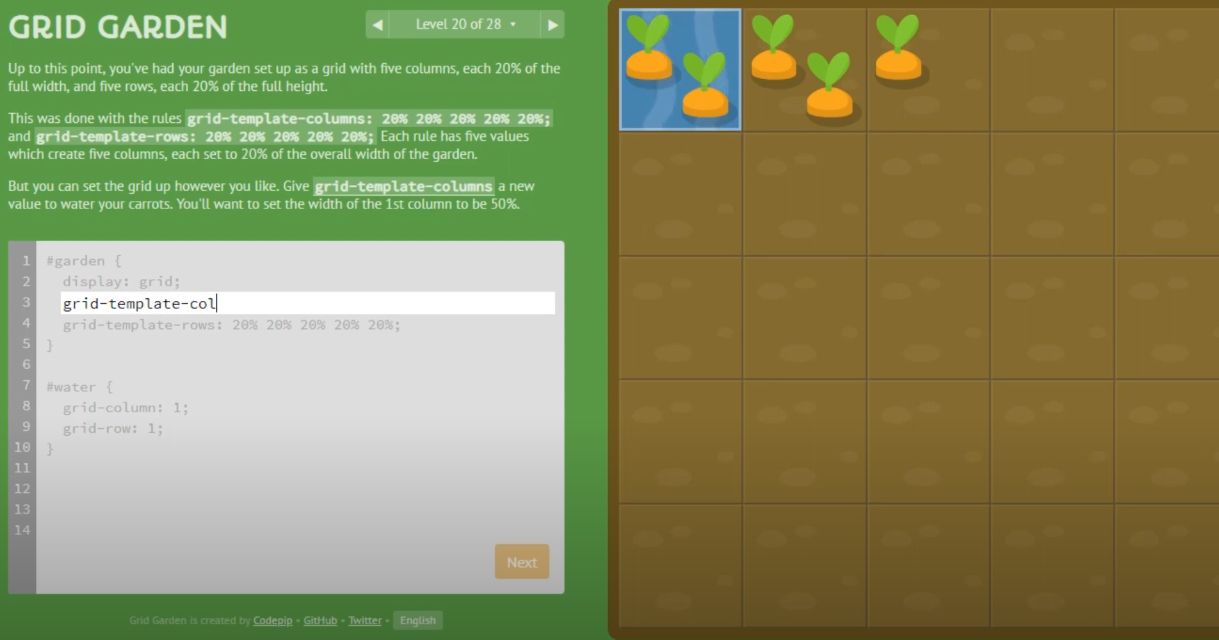 GRID GARDEN
◀ Level 20 of 28 ▾ ▶
Up to this point, you've had your garden set up as a grid with five columns, each 20% of the
full width, and five rows, each 20% of the full height.
This was done with the rules grid-template-columns: 20% 20% 20% 20% 20%;
and grid-template-rows: 20% 20% 20% 20% 20%; Each rule has five values
which create five columns, each set to 20% of the overall width of the garden.
But you can set the grid up however you like. Give grid-template-columns a new
value to water your carrots. You'll want to set the width of the 1st column to be 50%.
1 #garden {
2 display: grid;
3 grid-template-col
4 grid-template-rows: 20% 20% 20% 20% 20%;
5 }
6
7 #water {
8 grid-column: 1;
9 grid-row: 1;
10 }
11
12
13
14
Next
Grid Garden is created by Codepip • GitHub • Twitter • English